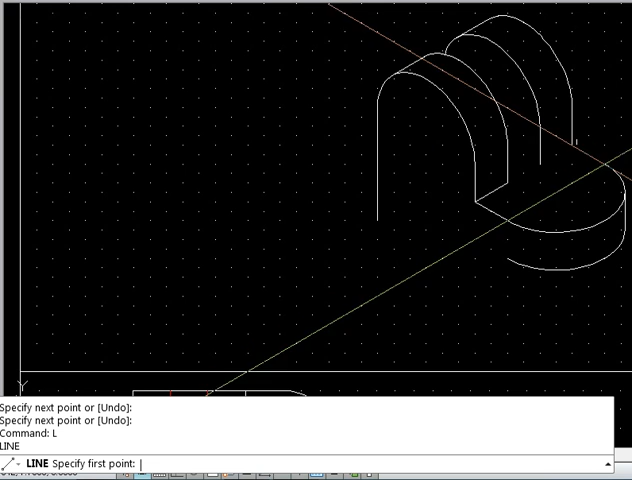 Specify next point or [Undo]:
Specify next point or [Undo]:
Command: L
LINE
LINE Specify first point: